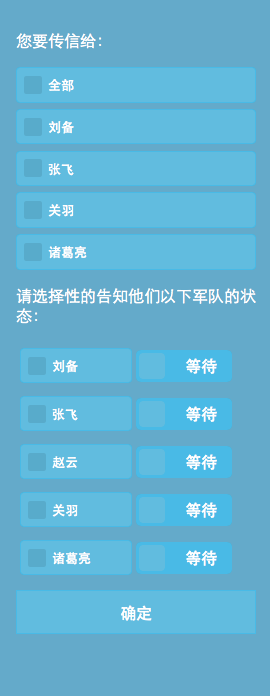 您要传信给：
全部
刘备
张飞
关羽
诸葛亮
请选择性的告知他们以下军队的状
态：
刘备 等待
张飞 等待
赵云 等待
关羽 等待
诸葛亮 等待
确定